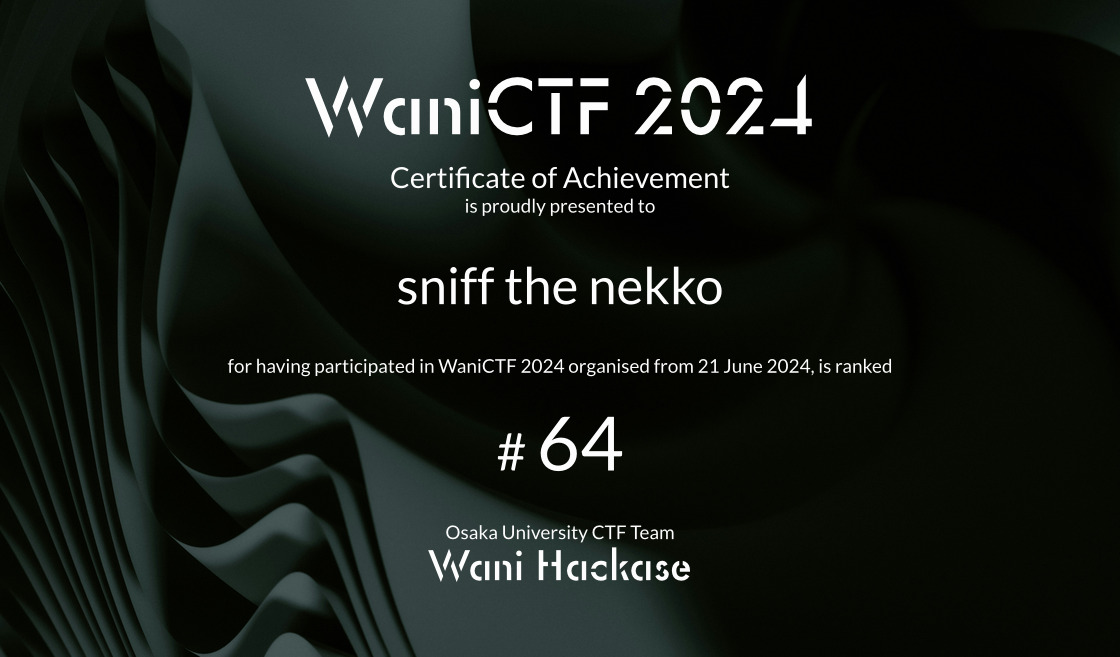 WaniCTF 2024
Certificate of Achievement
is proudly presented to
sniff the nekko
for having participated in WaniCTF 2024 organised from 21 June 2024, is ranked
# 64
Osaka University CTF Team
Wani Hackase